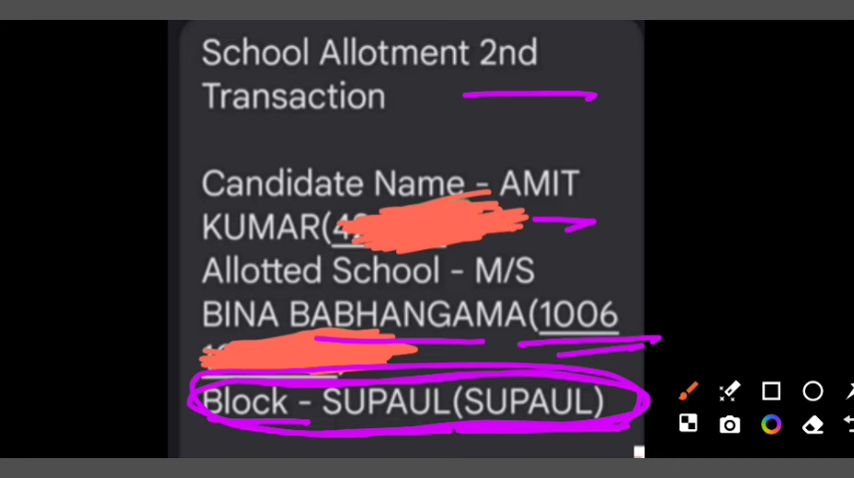 School Allotment 2nd
Transaction
Candidate Name - AMIT
KUMAR(
Allotted School - M/S
BINA BABHANGAMA(1006
Block - SUPAUL(SUPAUL)